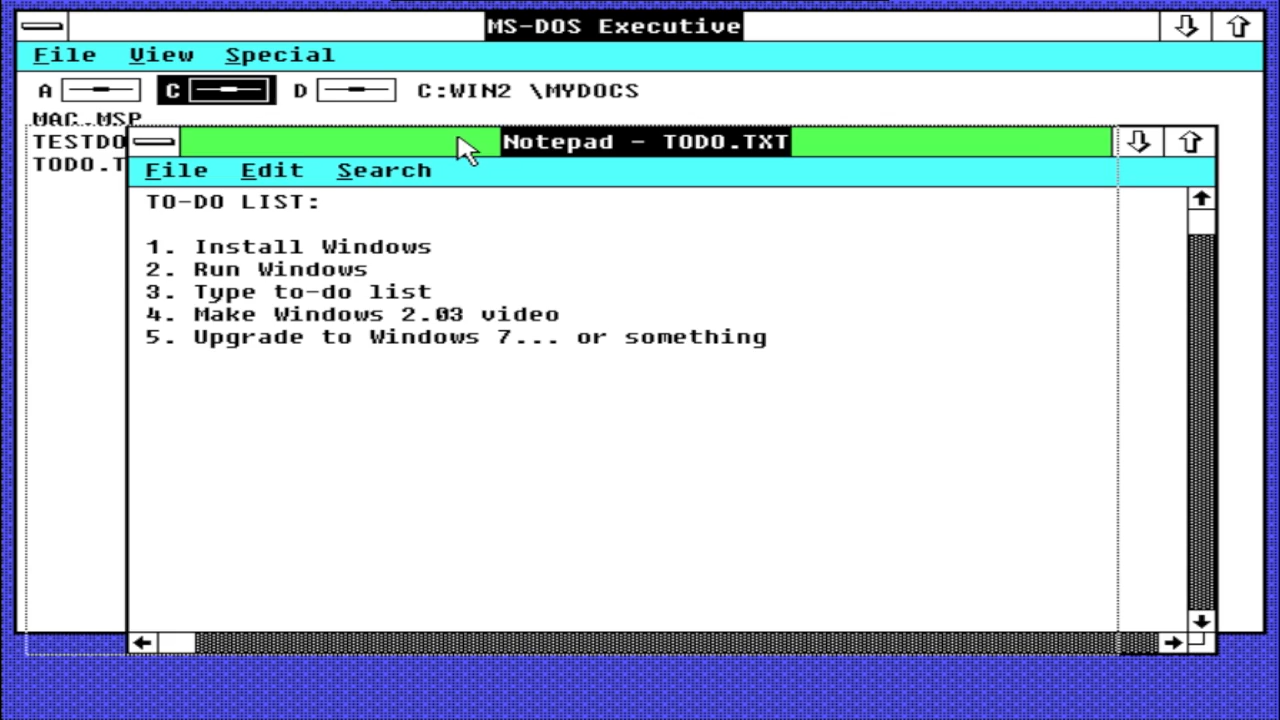 MS-DOS Executive
File View Special
A C D C:WIN2 \MYDOCS
MAC.MSP
TESTDO
TODO.T
Notepad - TODO.TXT
File Edit Search
TO-DO LIST:
1. Install Windows
2. Run Windows
3. Type to-do list
4. Make Windows 2.03 video
5. Upgrade to Windows 7... or something